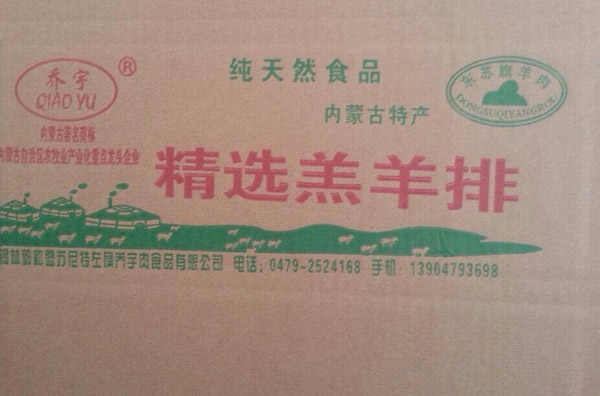 乔宇
QIAO YU
®
内蒙古著名商标
内蒙古自治区农牧业产业化重点龙头企业
纯天然食品
内蒙古特产
东苏旗羊肉
DONGSUQIYANGROU
精选羔羊排
锡林郭勒盟苏尼特左旗乔宇肉食品有限公司 电话:0479-2524168 手机:13904793698